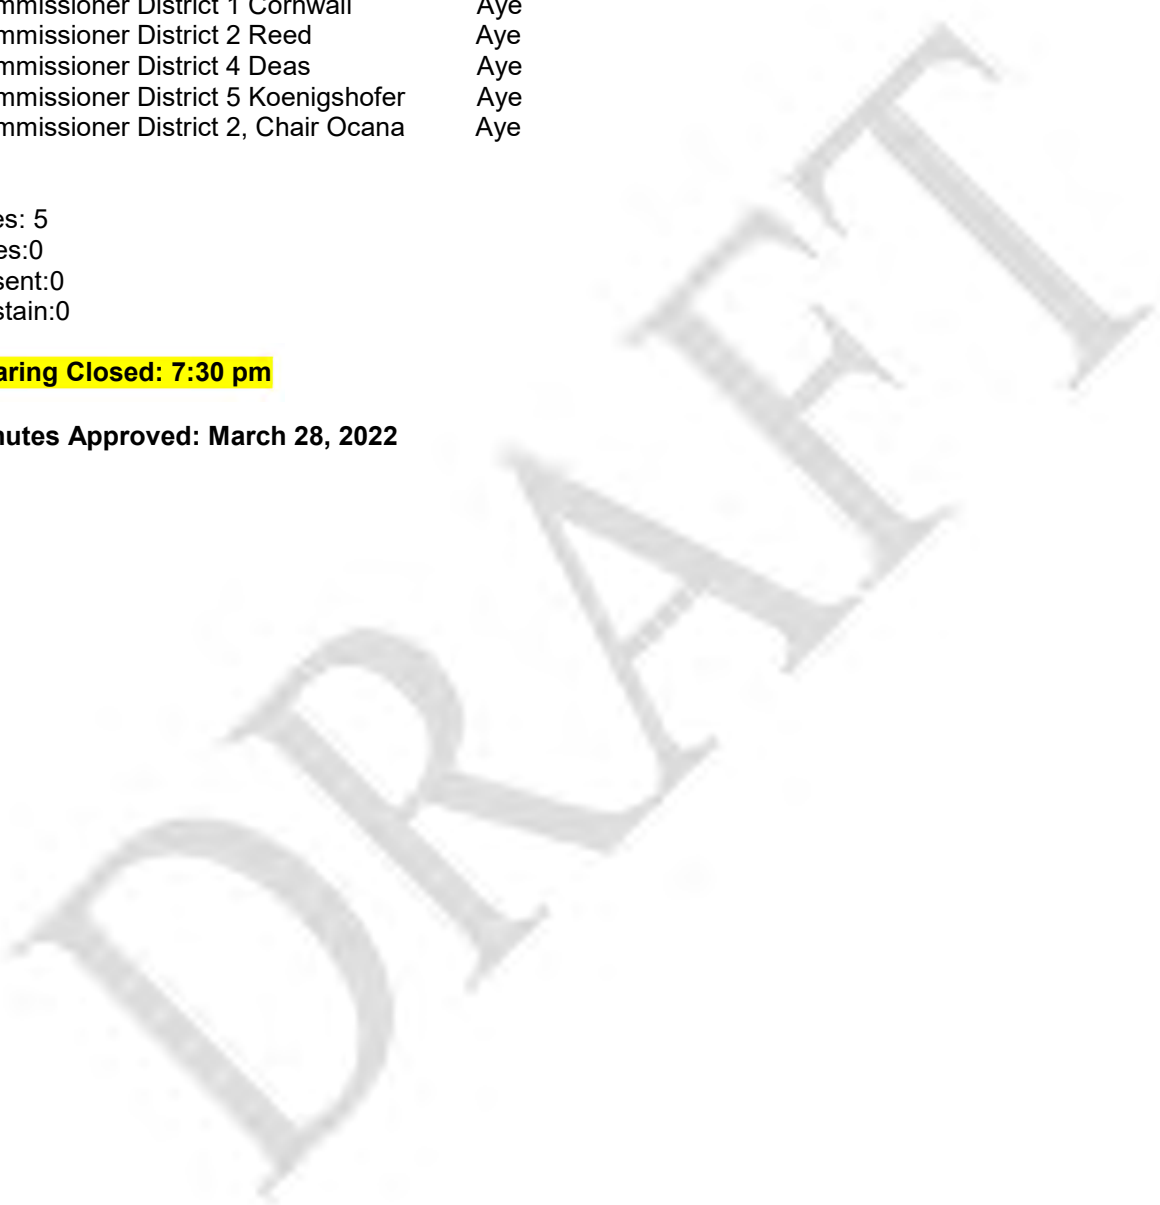 mmissioner District 1 Cornwall Aye
mmissioner District 2 Reed Aye
mmissioner District 4 Deas Aye
mmissioner District 5 Koenigshofer Aye
mmissioner District 2, Chair Ocana Aye
es: 5
es:0
sent:0
stain:0
aring Closed: 7:30 pm
nutes Approved: March 28, 2022
DRAFT